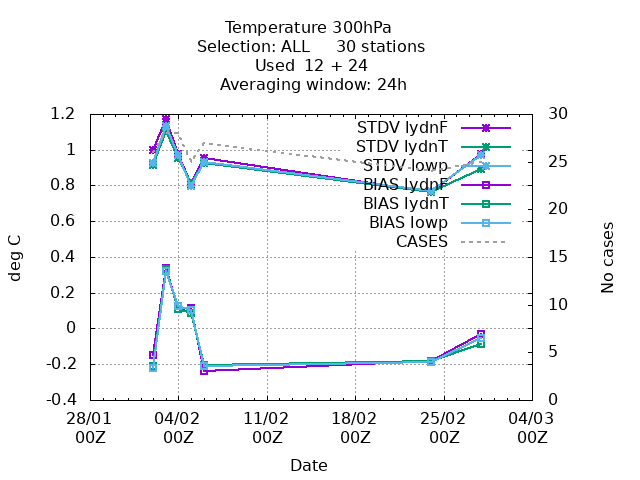 Temperature 300hPa
Selection: ALL 30 stations
Used 12 + 24
Averaging window: 24h
1.2
1
0.8
0.6
0.4
0.2
0
-0.2
-0.4
deg C
30
25
20
15
10
5
0
No cases
STDV lydnF
STDV lydnT
STDV lowp
BIAS lydnF
BIAS lydnT
BIAS lowp
CASES
28/01 04/02 11/02 18/02 25/02 04/03
00Z 00Z 00Z 00Z 00Z 00Z
Date